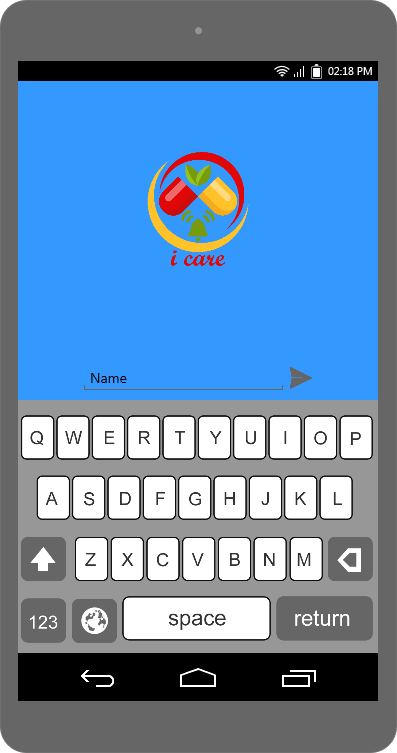 02:18 PM
i care
Name
Q W E R T Y U I O P
A S D F G H J K L
Z X C V B N M
123 space return